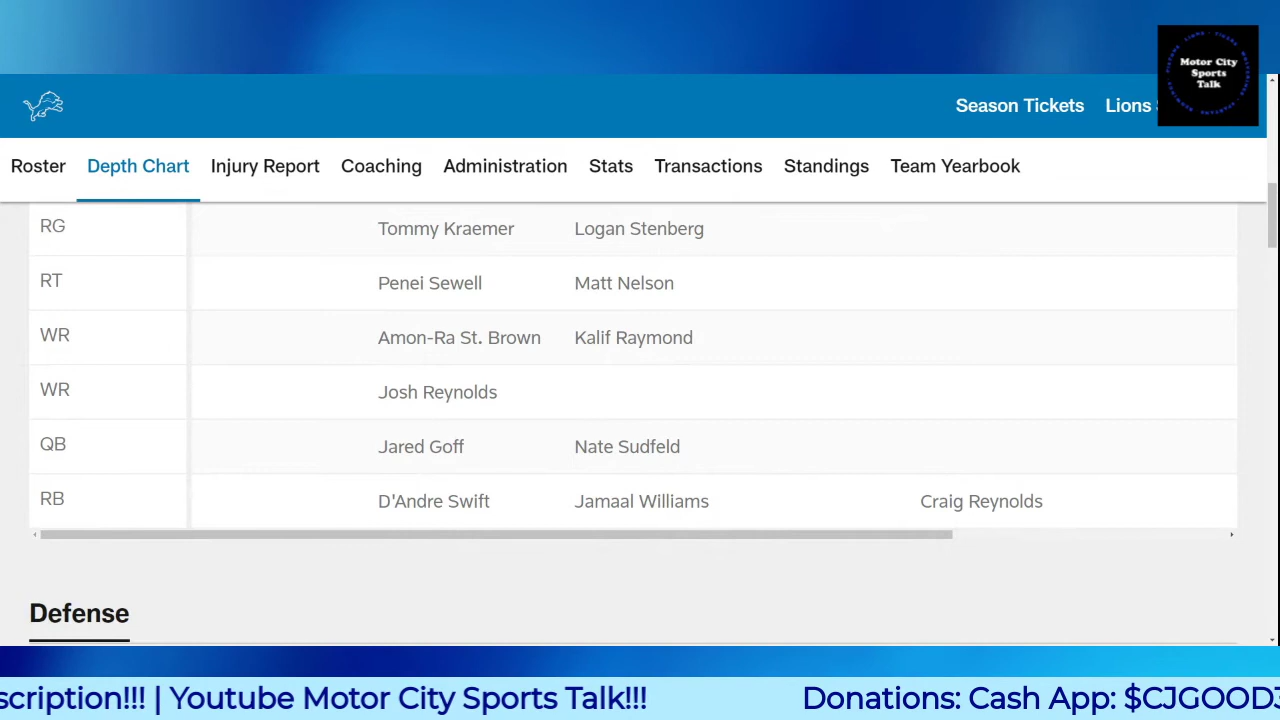 Motor City
Sports
Talk
Season Tickets Lions
Roster Depth Chart Injury Report Coaching Administration Stats Transactions Standings Team Yearbook
RG Tommy Kraemer Logan Stenberg
RT Penei Sewell Matt Nelson
WR Amon-Ra St. Brown Kalif Raymond
WR Josh Reynolds
QB Jared Goff Nate Sudfeld
RB D'Andre Swift Jamaal Williams Craig Reynolds
Defense
scription!!! | Youtube Motor City Sports Talk!!! Donations: Cash App: $CJGOOD3